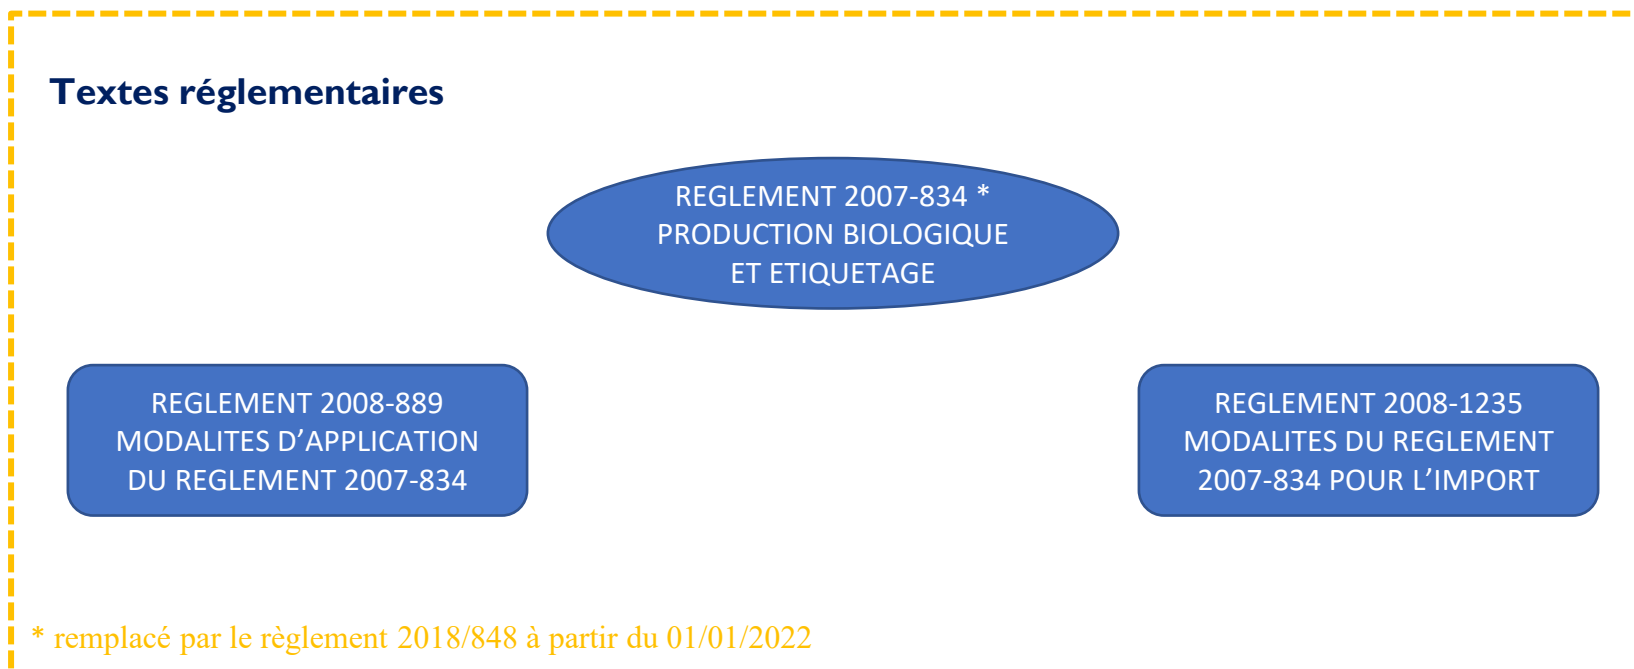 Textes réglementaires
REGLEMENT 2007-834 *
PRODUCTION BIOLOGIQUE
ET ETIQUETAGE
REGLEMENT 2008-889
MODALITES D’APPLICATION
DU REGLEMENT 2007-834
REGLEMENT 2008-1235
MODALITES DU REGLEMENT
2007-834 POUR L’IMPORT
* remplacé par le règlement 2018/848 à partir du 01/01/2022